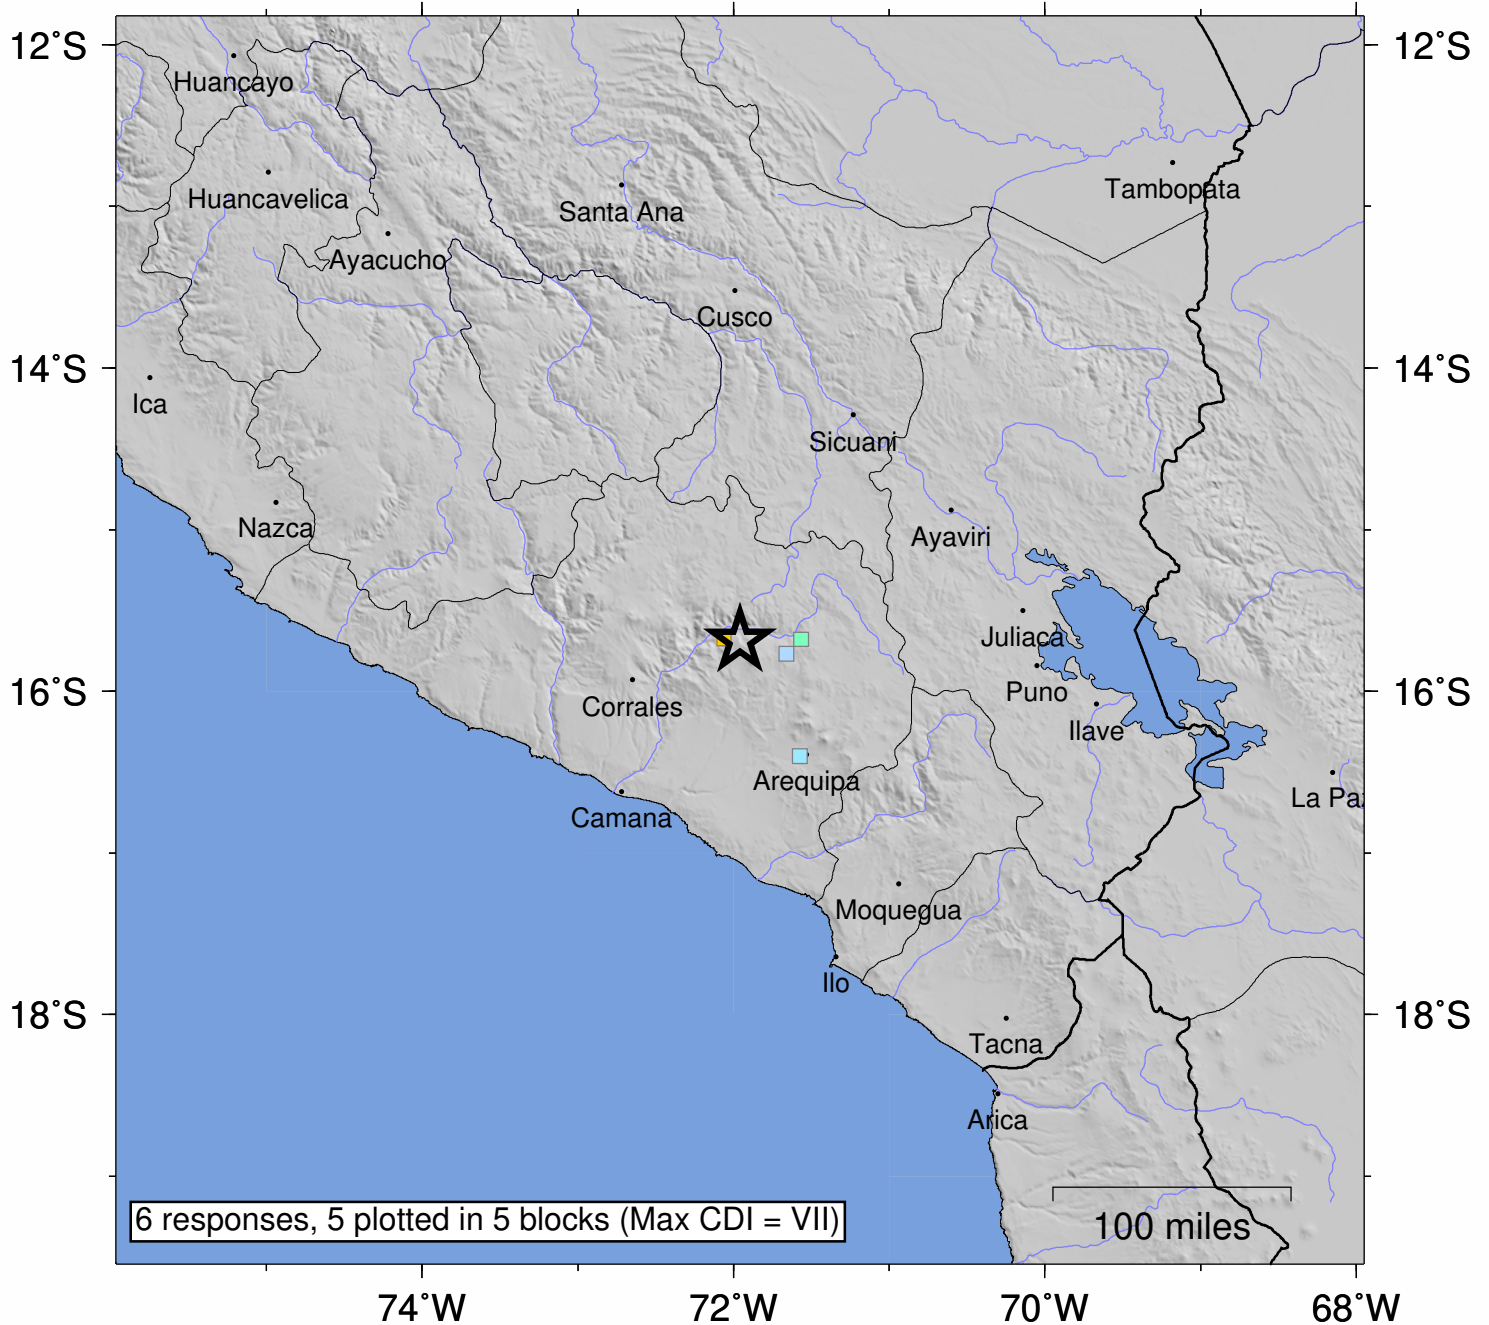 12°S 12°S
Huancayo
Tambopata
Huancavelica
Santa Ana
Ayacucho
Cusco
14°S 14°S
Ica
Sicuani
Nazca
Ayaviri
Juliaca
16°S 16°S
Puno
Corrales
Ilave
Arequipa
La Paz
Camana
Moquegua
Ilo
18°S 18°S
Tacna
Arica
6 responses, 5 plotted in 5 blocks (Max CDI = VII)
100 miles
74°W 72°W 70°W 68°W